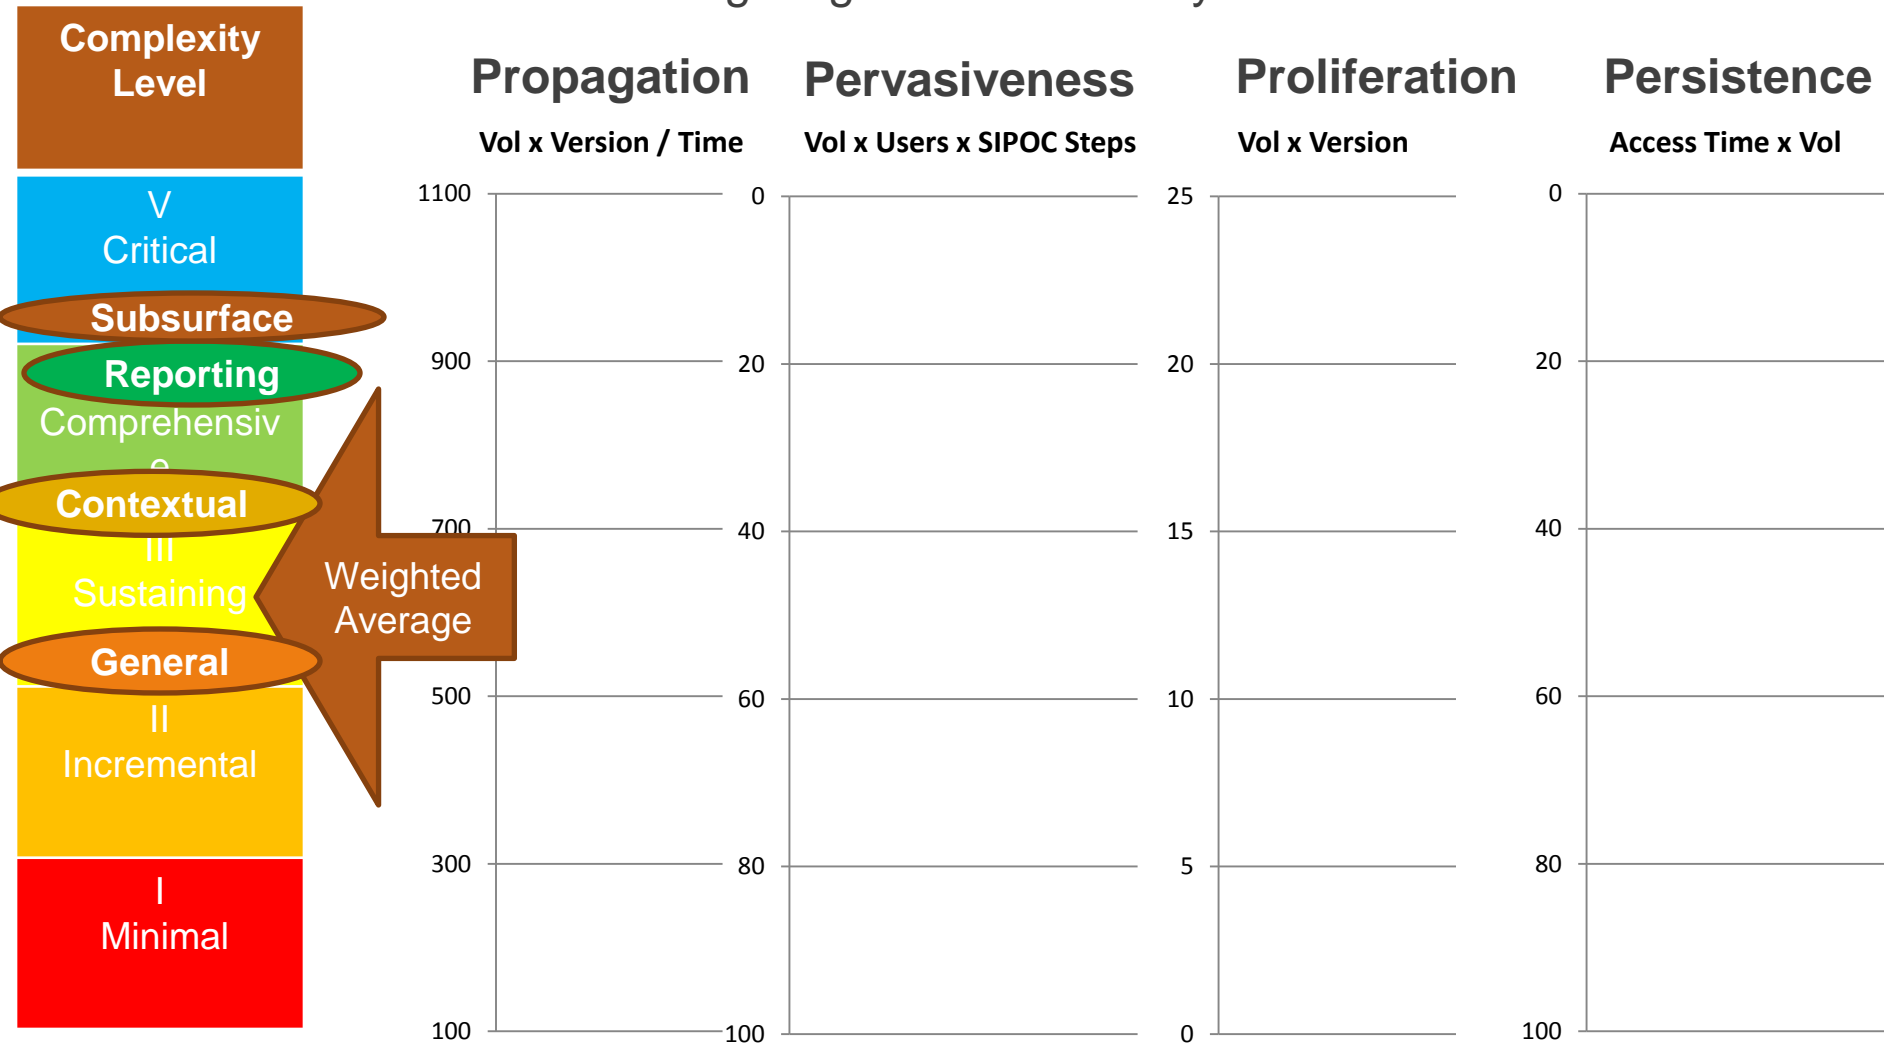 Complexity
Level
Propagation
Pervasiveness
Proliferation
Persistence
Vol x Version / Time
Vol x Users x SIPOC Steps
Vol x Version
Access Time x Vol
V
Critical
Subsurface
Reporting
Comprehensiv
e
Contextual
III
Sustaining
General
II
Incremental
I
Minimal
Weighted
Average
1100
900
700
500
300
100
0
20
40
60
80
100
25
20
15
10
5
0
0
20
40
60
80
100